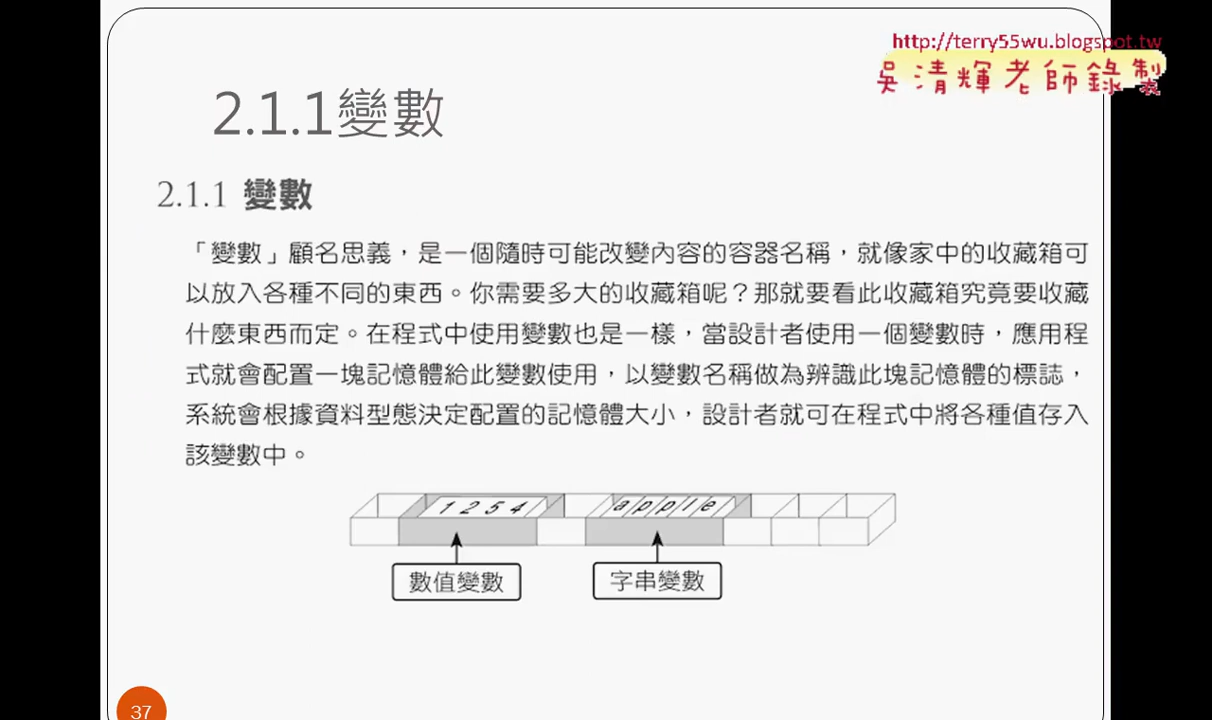 http://terry55wu.blogspot.tw
吳清輝老師錄製
2.1.1變數
2.1.1 變數
「變數」顧名思義，是一個隨時可能改變內容的容器名稱，就像家中的收藏箱可
以放入各種不同的東西。你需要多大的收藏箱呢？那就要看此收藏箱究竟要收藏
什麼東西而定。在程式中使用變數也是一樣，當設計者使用一個變數時，應用程
式就會配置一塊記憶體給此變數使用，以變數名稱做為辨識此塊記憶體的標誌，
系統會根據資料型態決定配置的記憶體大小，設計者就可在程式中將各種值存入
該變數中。
1254 apple
數值變數 字串變數
37